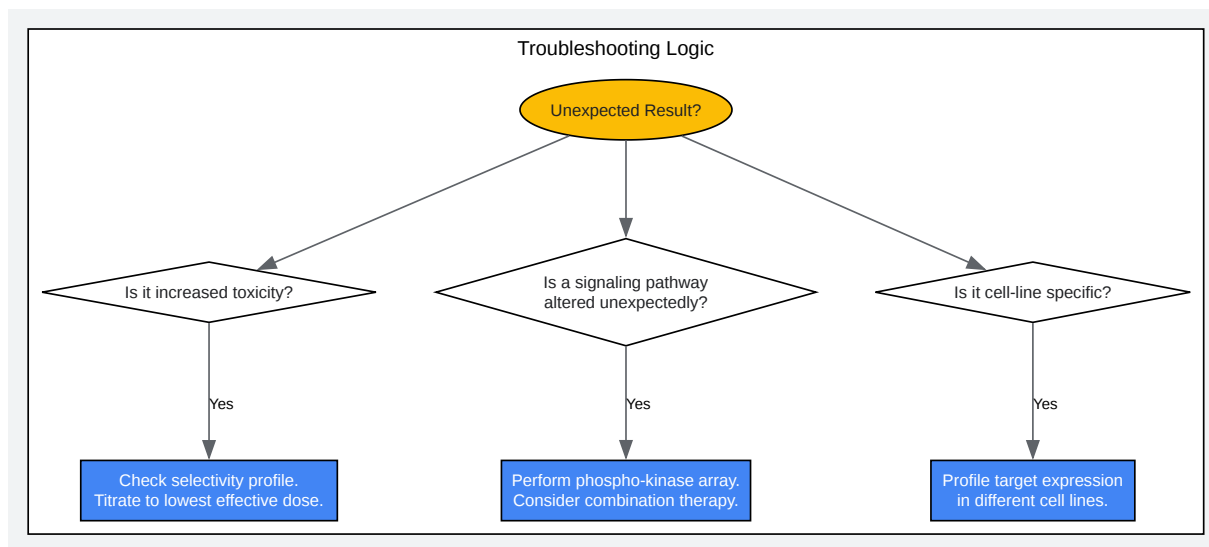 Troubleshooting Logic
Unexpected Result?
Is it increased toxicity?
Is a signaling pathway
altered unexpectedly?
Is it cell-line specific?
Yes
Yes
Yes
Check selectivity profile.
Titrate to lowest effective dose.
Perform phospho-kinase array.
Consider combination therapy.
Profile target expression
in different cell lines.